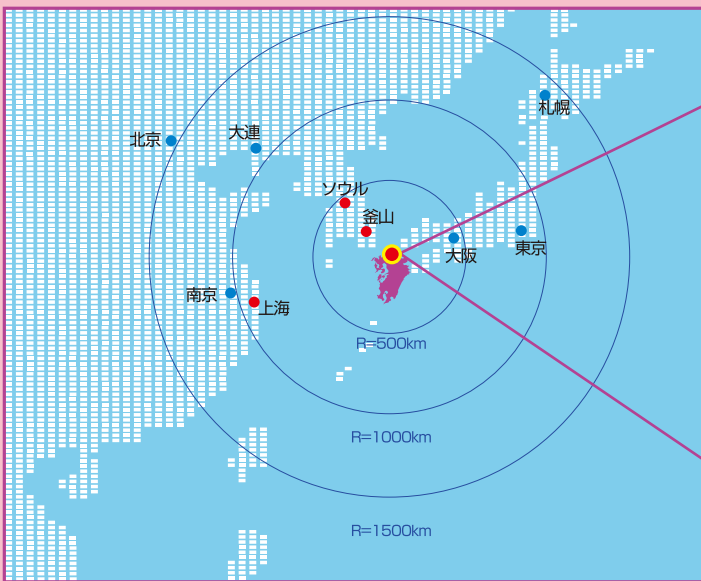 札幌
大連
北京
ソウル
釜山
東京
大阪
南京
上海
R=500km
R=1000km
R=1500km